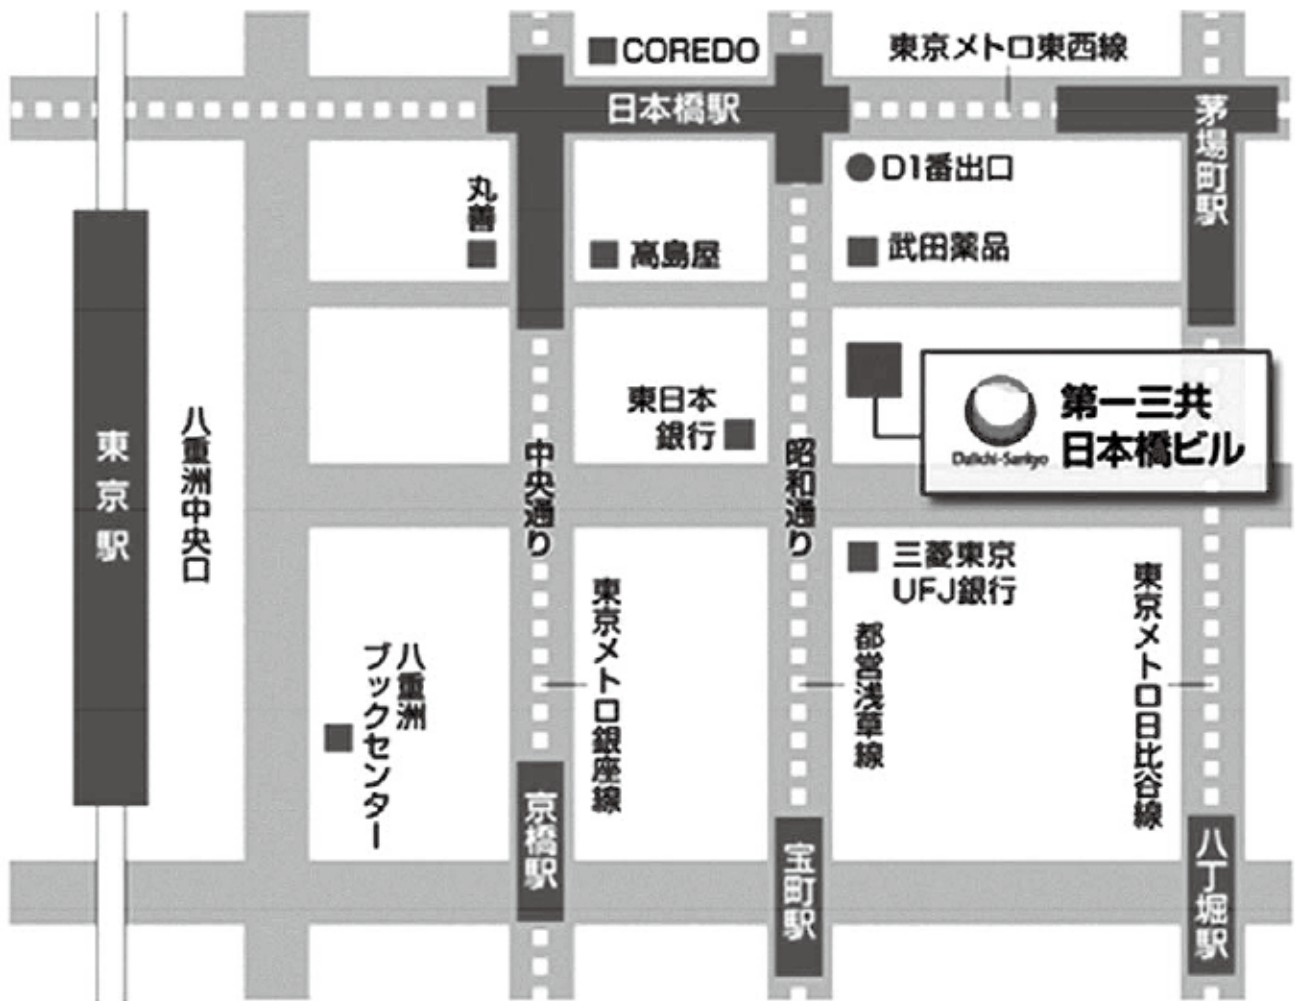 COREDO
東京メトロ東西線
日本橋駅
茅場町駅
D1番出口
丸善
高島屋
武田薬品
東日本
銀行
第一三共
日本橋ビル
Daiichi-Sankyo
東京駅
八重洲中央口
中央通り
昭和通り
三菱東京
UFJ銀行
東京メトロ銀座線
都営浅草線
東京メトロ日比谷線
八重洲
ブックセンター
京橋駅
宝町駅
八丁堀駅